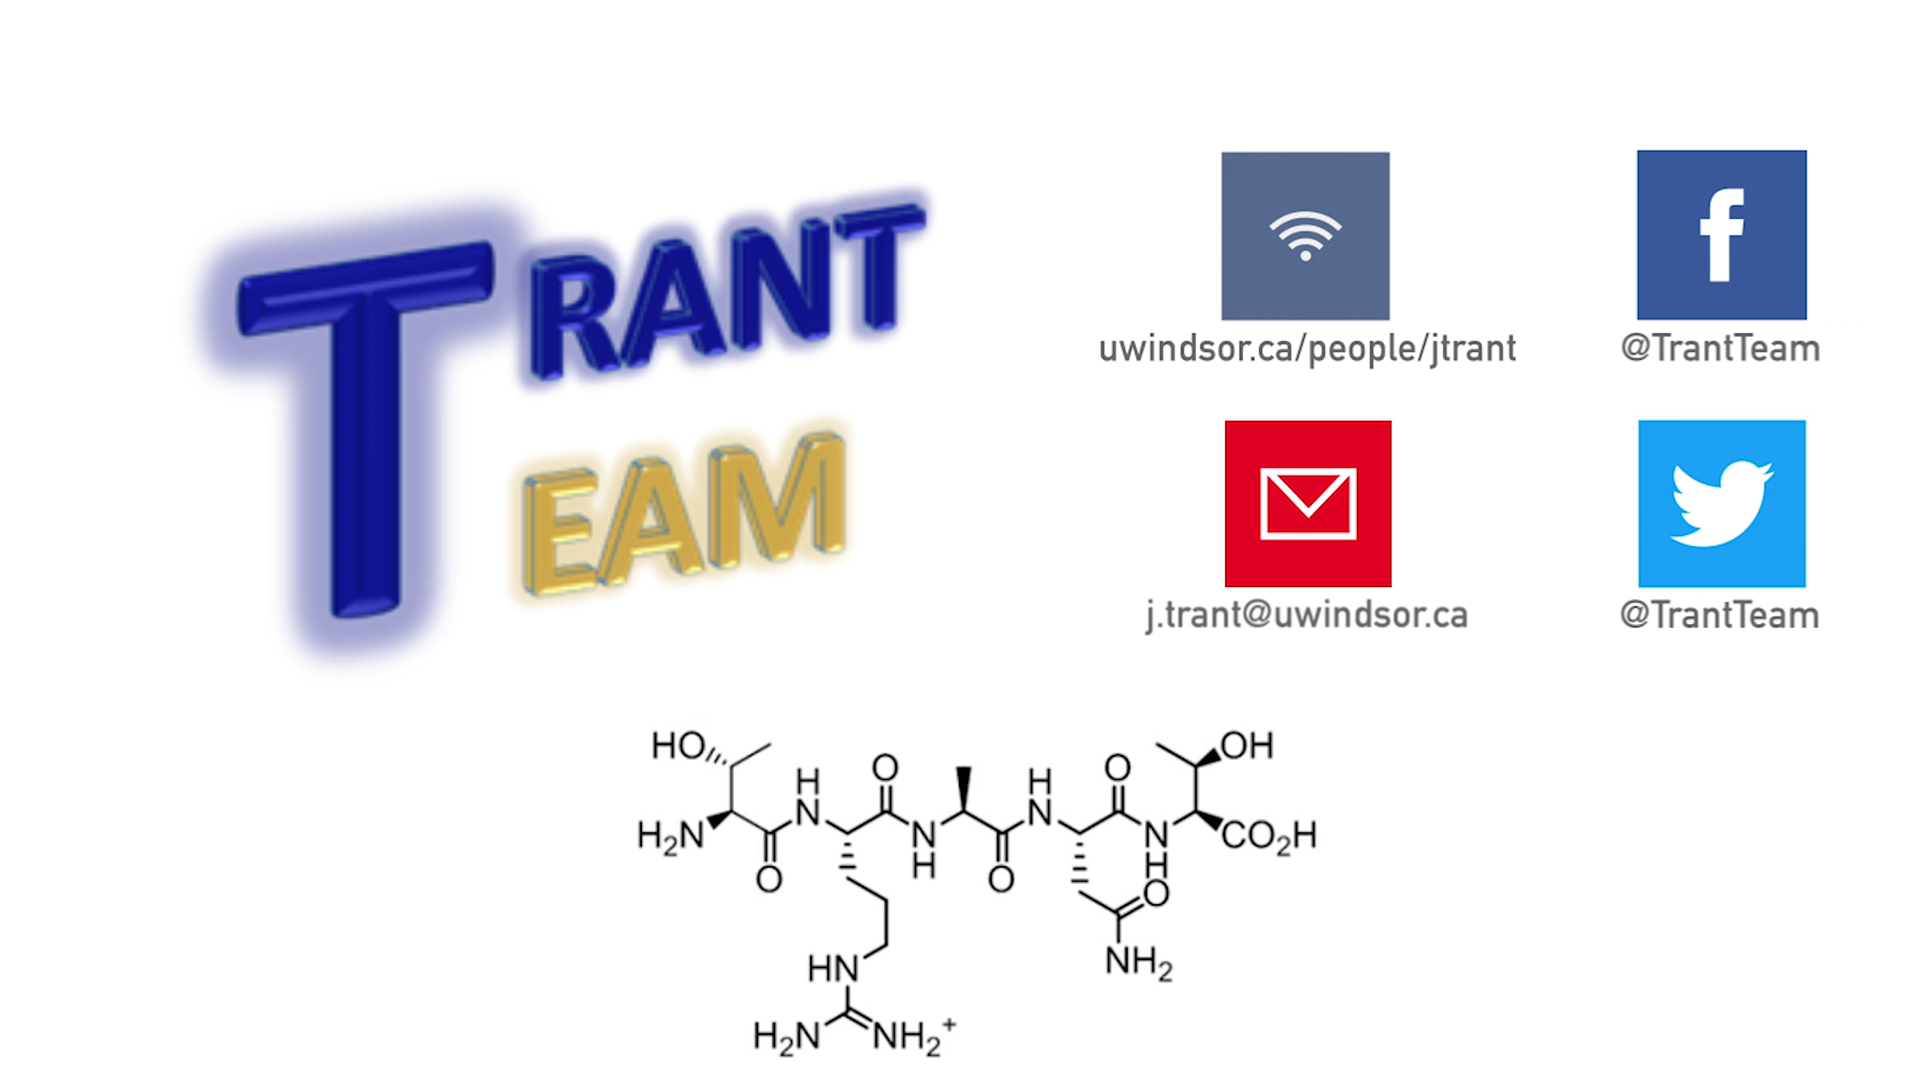 TRANT
TEAM
uwindsor.ca/people/jtrant
@TrantTeam
j.trant@uwindsor.ca
@TrantTeam
HO
H
N
O
H
N
O
OH
H₂N
O
N
H
O
N
H
CO₂H
O
HN
NH₂
H₂N
NH₂⁺